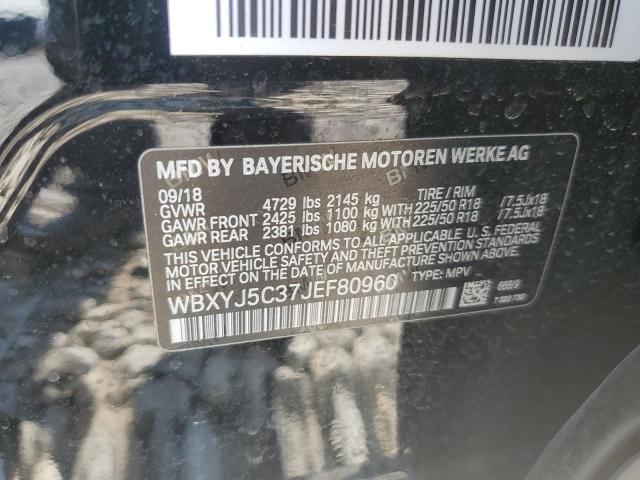 MFD BY BAYERISCHE MOTOREN WERKE AG
09/18 TIRE / RIM
GVWR 4729 lbs 2145 kg
GAWR FRONT 2425 lbs 1100 kg WITH 225/50 R18 /7.5Jx18
GAWR REAR 2381 lbs 1080 kg WITH 225/50 R18 /7.5Jx18
THIS VEHICLE CONFORMS TO ALL APPLICABLE U.S. FEDERAL
MOTOR VEHICLE SAFETY AND THEFT PREVENTION STANDARDS
IN EFFECT ON THE DATE OF MANUFACTURE SHOWN ABOVE.
WBXYJ5C37JEF80960 TYPE: MPV